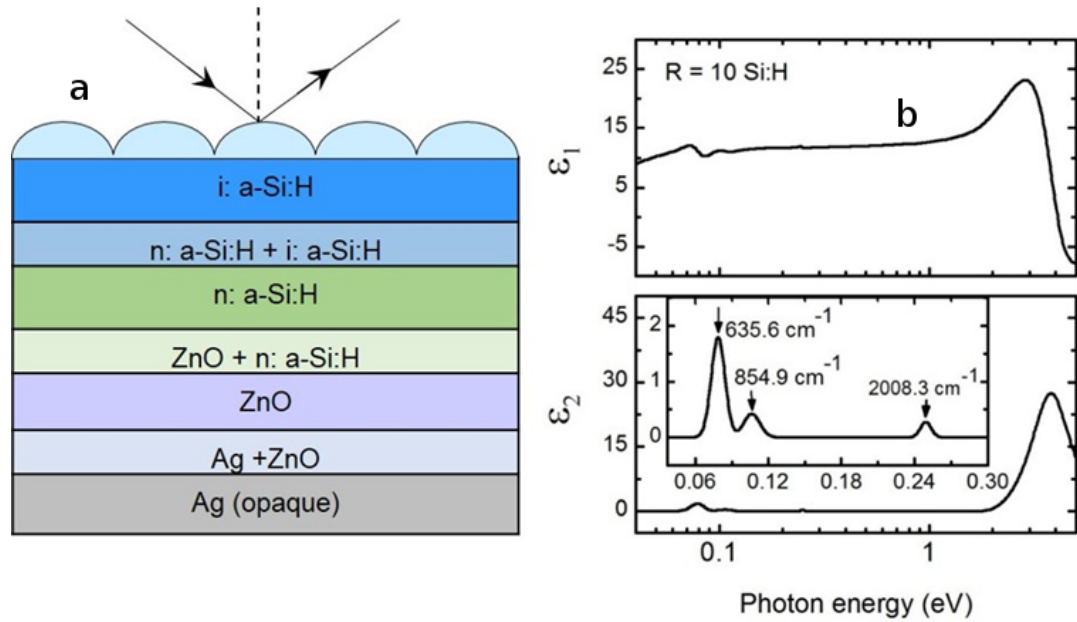 a
i: a-Si:H
n: a-Si:H + i: a-Si:H
n: a-Si:H
ZnO + n: a-Si:H
ZnO
Ag +ZnO
Ag (opaque)
R = 10 Si:H
b
25
15
5
-5
ε₁
45
30
15
0
ε₂
2
1
0
635.6 cm⁻¹
854.9 cm⁻¹
2008.3 cm⁻¹
0.06 0.12 0.18 0.24 0.30
0.1 1
Photon energy (eV)